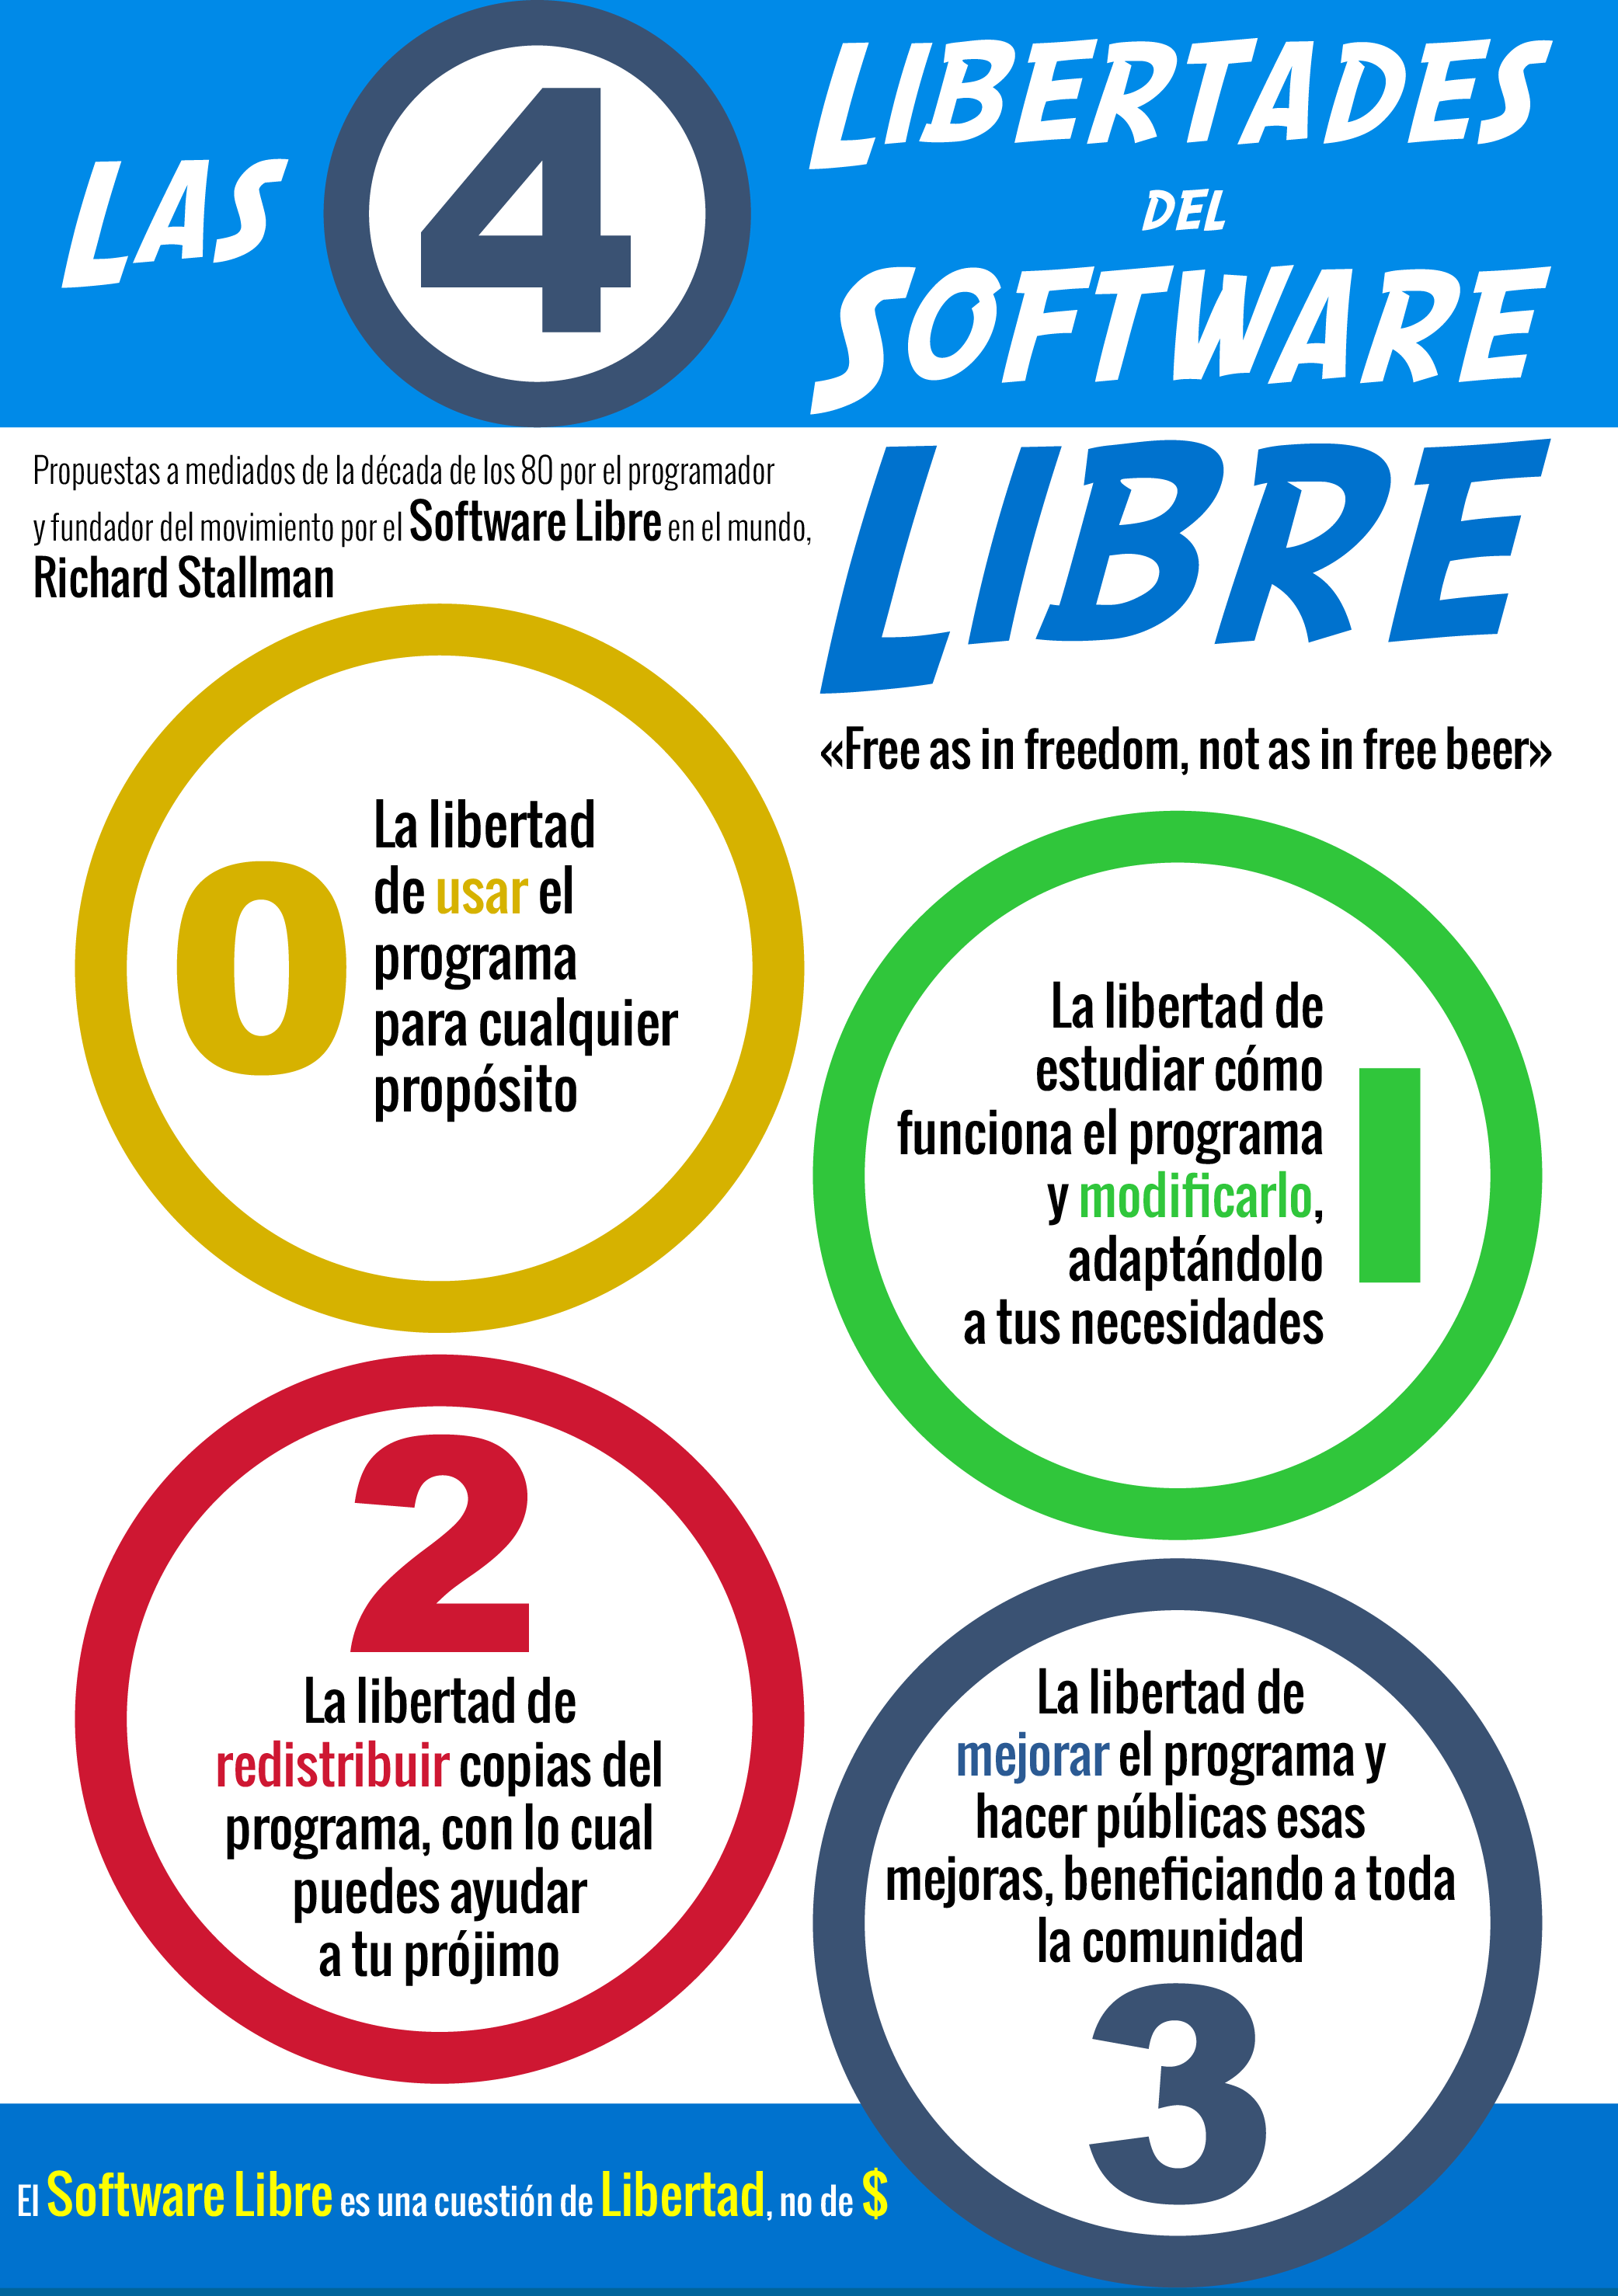 LAS
4
LIBERTADES
DEL
SOFTWARE
LIBRE
Propuestas a mediados de la década de los 80 por el programador
y fundador del movimiento por el Software Libre en el mundo,
Richard Stallman
«Free as in freedom, not as in free beer»
0
La libertad
de usar el
programa
para cualquier
propósito
La libertad de
estudiar cómo
funciona el programa
y modificarlo,
adaptándolo
a tus necesidades
1
2
La libertad de
redistribuir copias del
programa, con lo cual
puedes ayudar
a tu prójimo
La libertad de
mejorar el programa y
hacer públicas esas
mejoras, beneficiando a toda
la comunidad
3
El Software Libre es una cuestión de Libertad, no de $